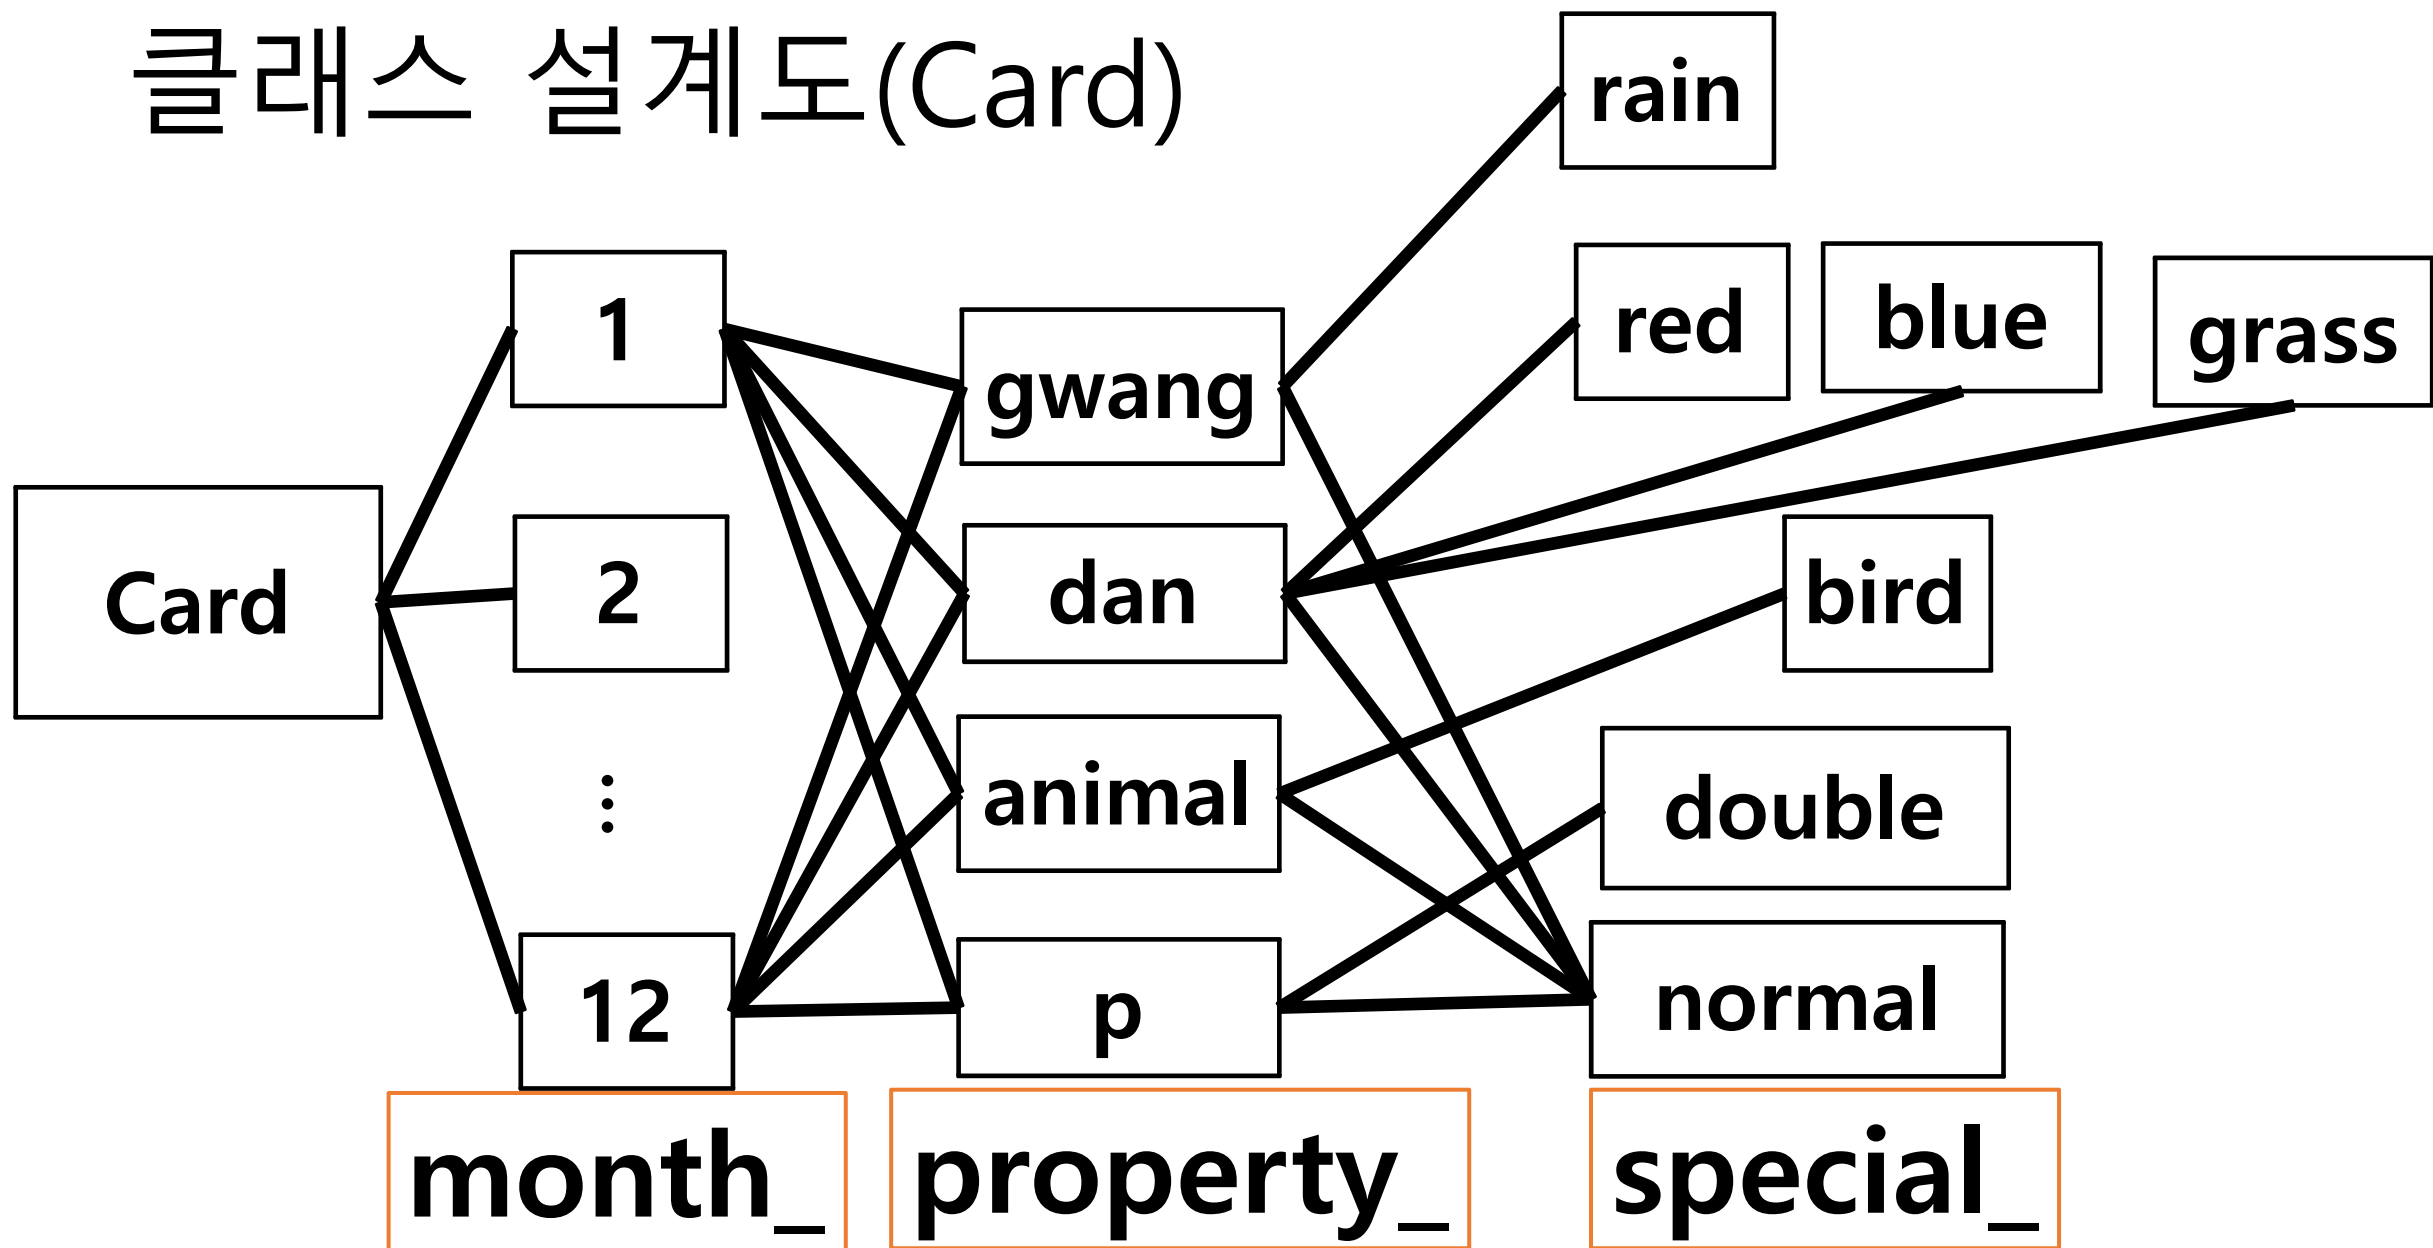 클래스 설계도(Card)
rain
red
blue
grass
1
gwang
Card
2
dan
bird
animal
double
⋮
12
p
normal
month_
property_
special_